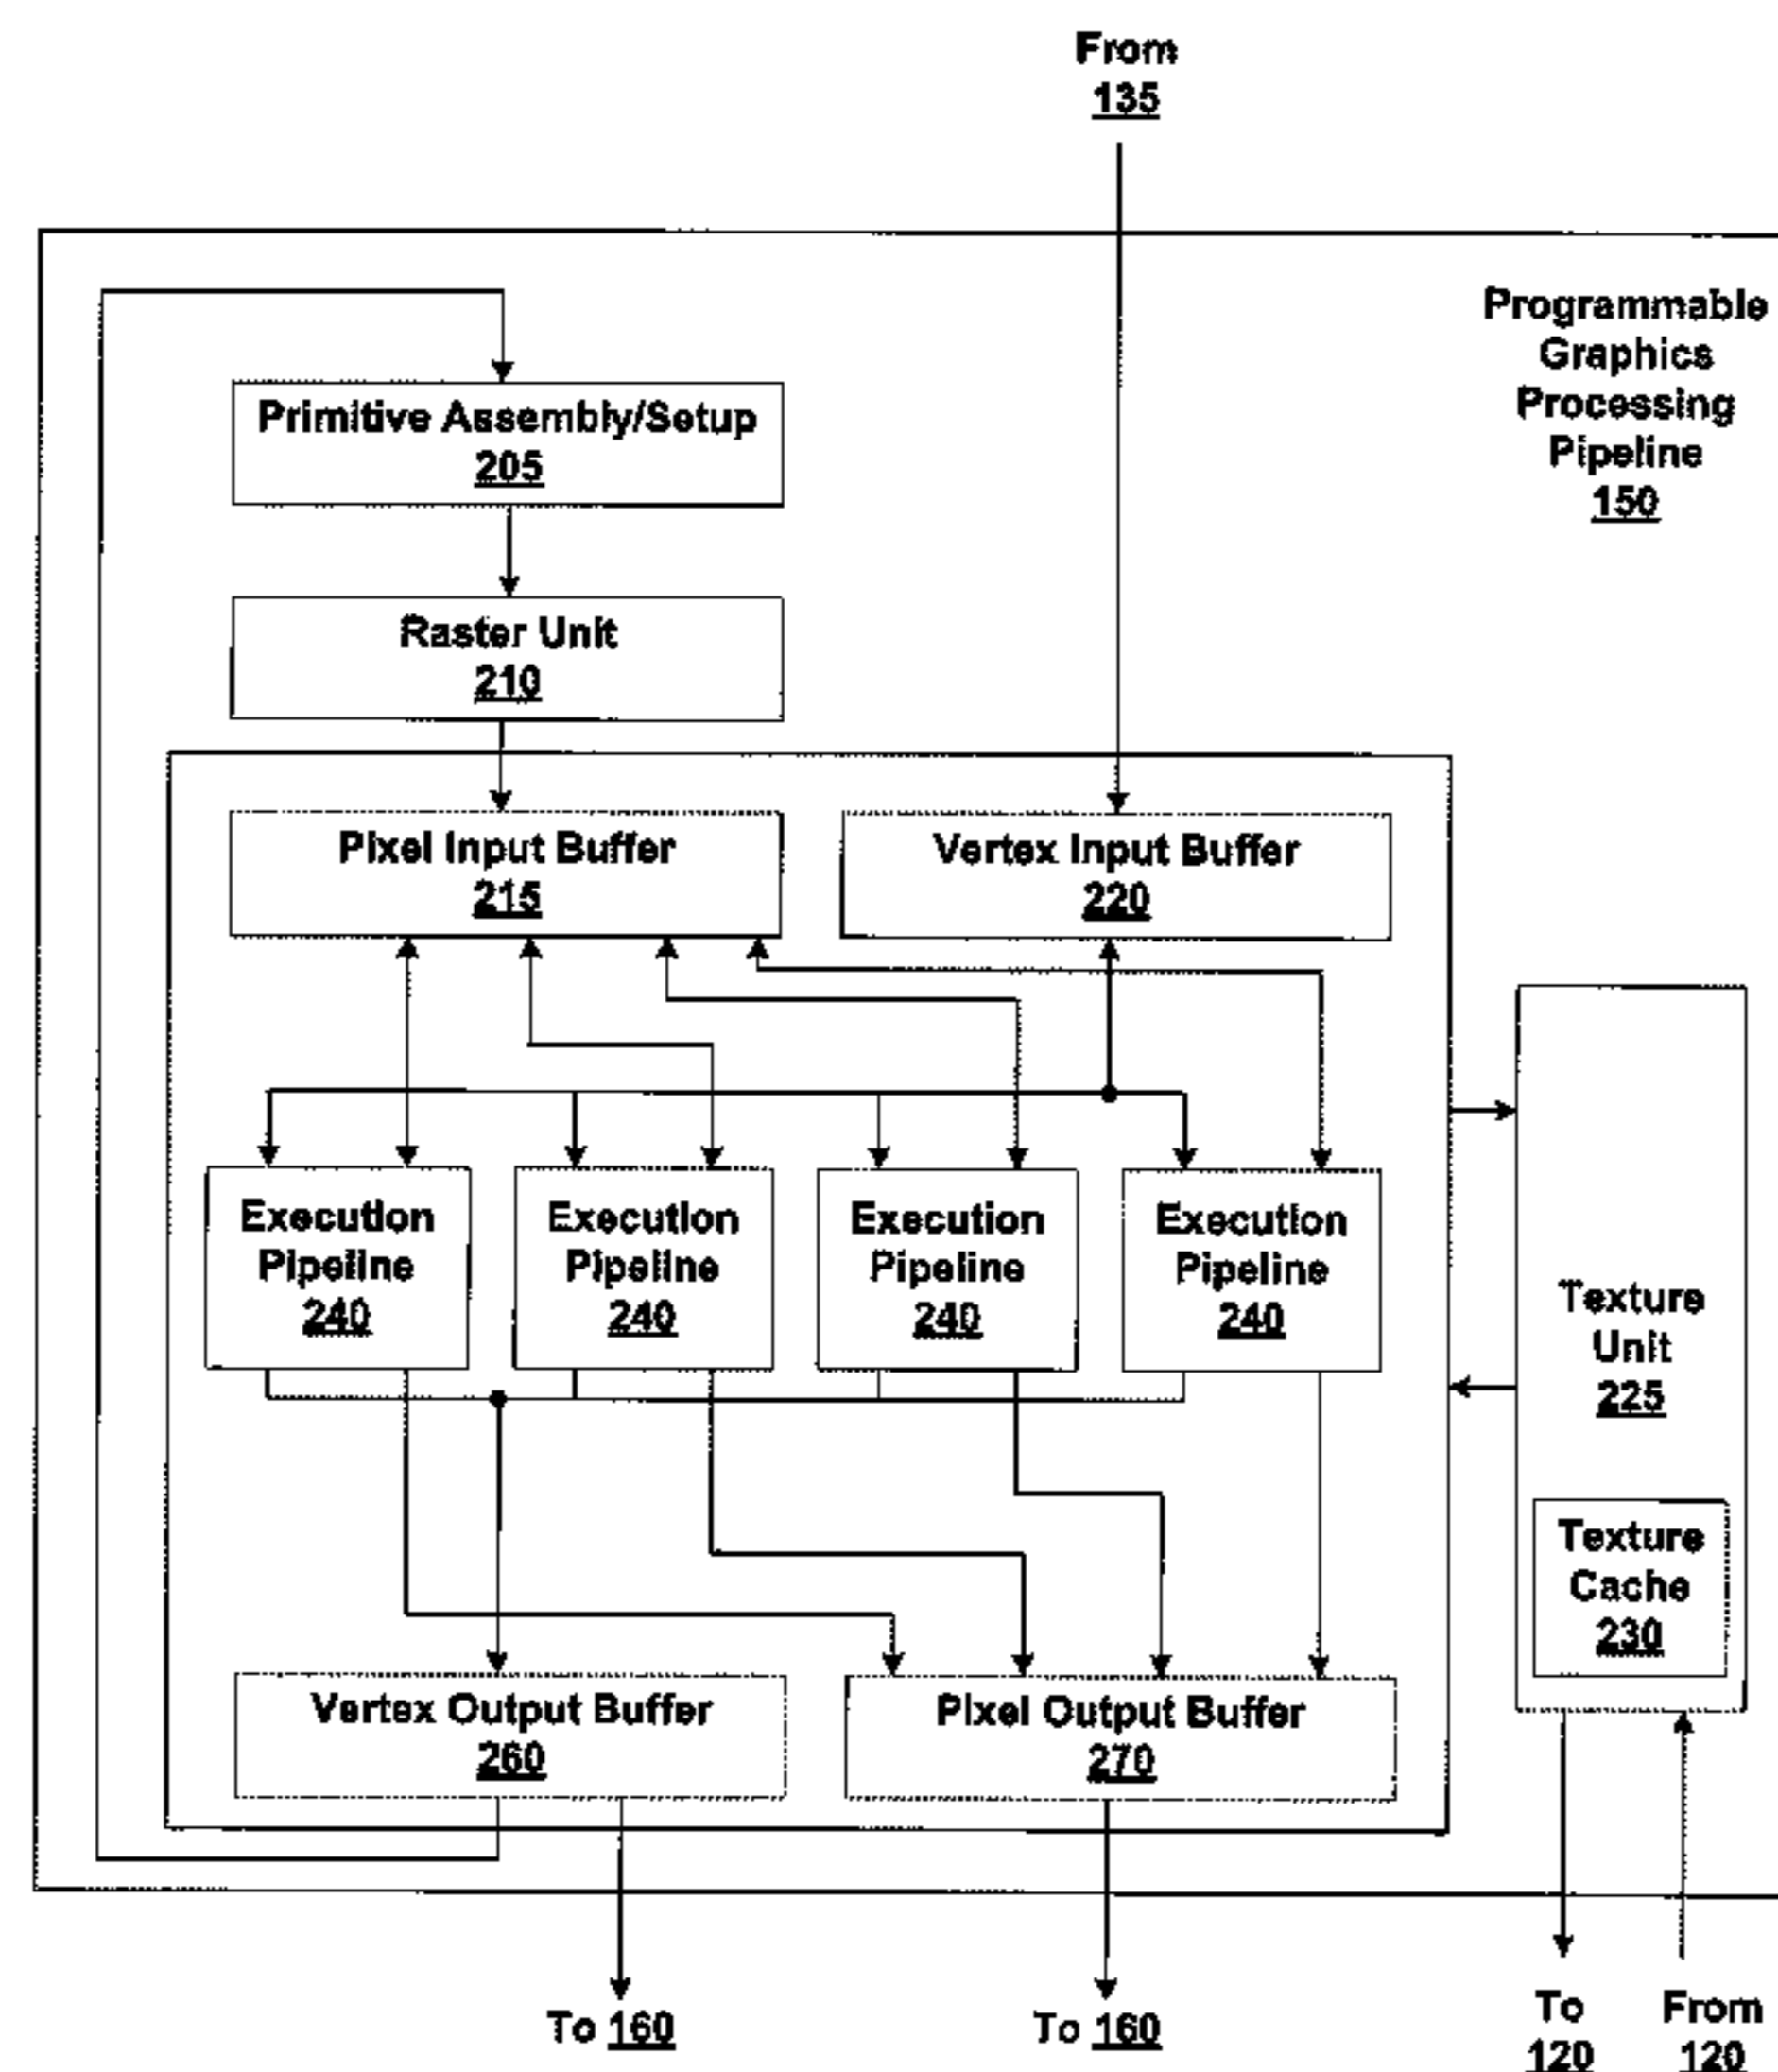 From
135
Programmable
Graphics
Processing
Pipeline
150
Primitive Assembly/Setup
205
Raster Unit
210
Pixel Input Buffer
215
Vertex Input Buffer
220
Execution
Pipeline
240
Execution
Pipeline
240
Execution
Pipeline
240
Execution
Pipeline
240
Texture
Unit
225
Texture
Cache
230
Vertex Output Buffer
260
Pixel Output Buffer
270
To 160
To 160
To
120
From
120